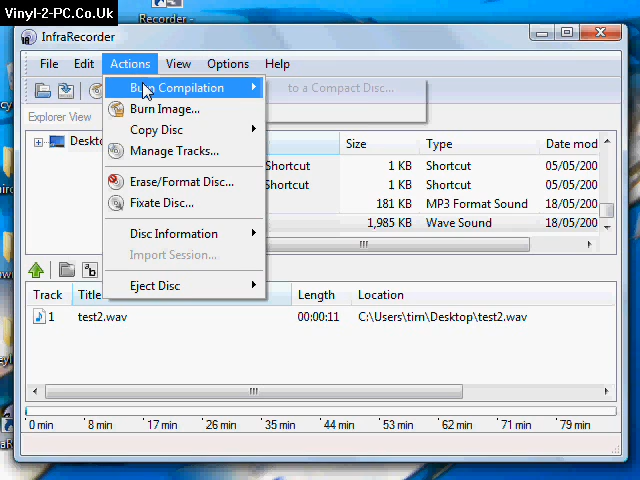 Vinyl-2-PC.Co.Uk
Recorder -
InfraRecorder
File Edit Actions View Options Help
Burn Compilation
to a Compact Disc...
Burn Image...
Copy Disc
Manage Tracks...
Erase/Format Disc...
Fixate Disc...
Disc Information
Import Session...
Eject Disc
Explorer View
Size Type Date mod
Shortcut 1 KB Shortcut 05/05/200
Shortcut 1 KB Shortcut 05/05/200
181 KB MP3 Format Sound 18/05/200
1,985 KB Wave Sound 18/05/200
Track Title Length Location
1 test2.wav 00:00:11 C:\Users\tim\Desktop\test2.wav
0 min 8 min 17 min 26 min 35 min 44 min 53 min 62 min 71 min 79 min